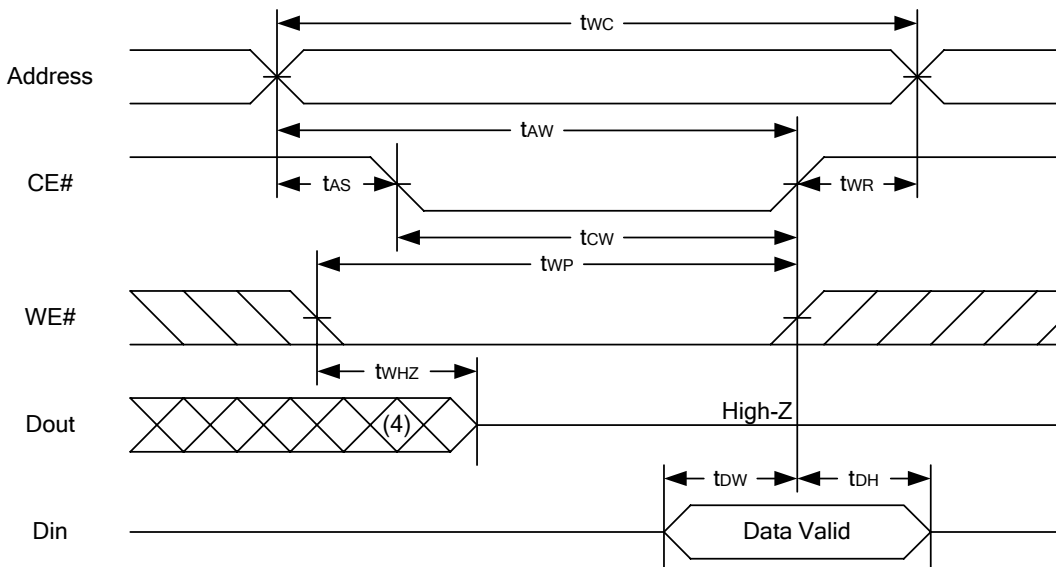 tWC
Address
tAW
CE#
tAS
tWR
tCW
tWP
WE#
tWHZ
Dout
(4)
High-Z
tDW
tDH
Din
Data Valid